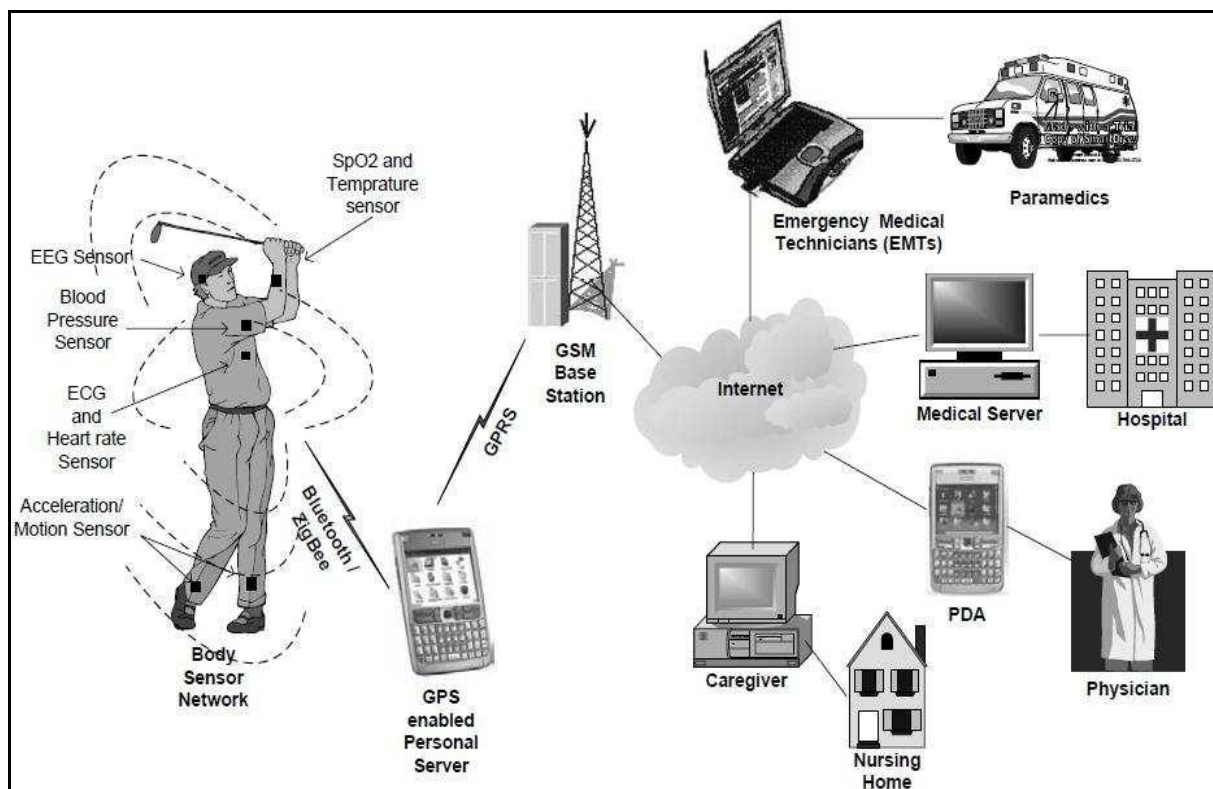 SpO2 and
Temprature
sensor
EEG Sensor
Blood
Pressure
Sensor
ECG
and
Heart rate
Sensor
Acceleration/
Motion Sensor
Body
Sensor
Network
Bluetooth /
ZigBee
GPS
enabled
Personal
Server
GPRS
GSM
Base
Station
Internet
Emergency Medical
Technicians (EMTs)
Paramedics
Medical Server
Hospital
PDA
Physician
Caregiver
Nursing
Home